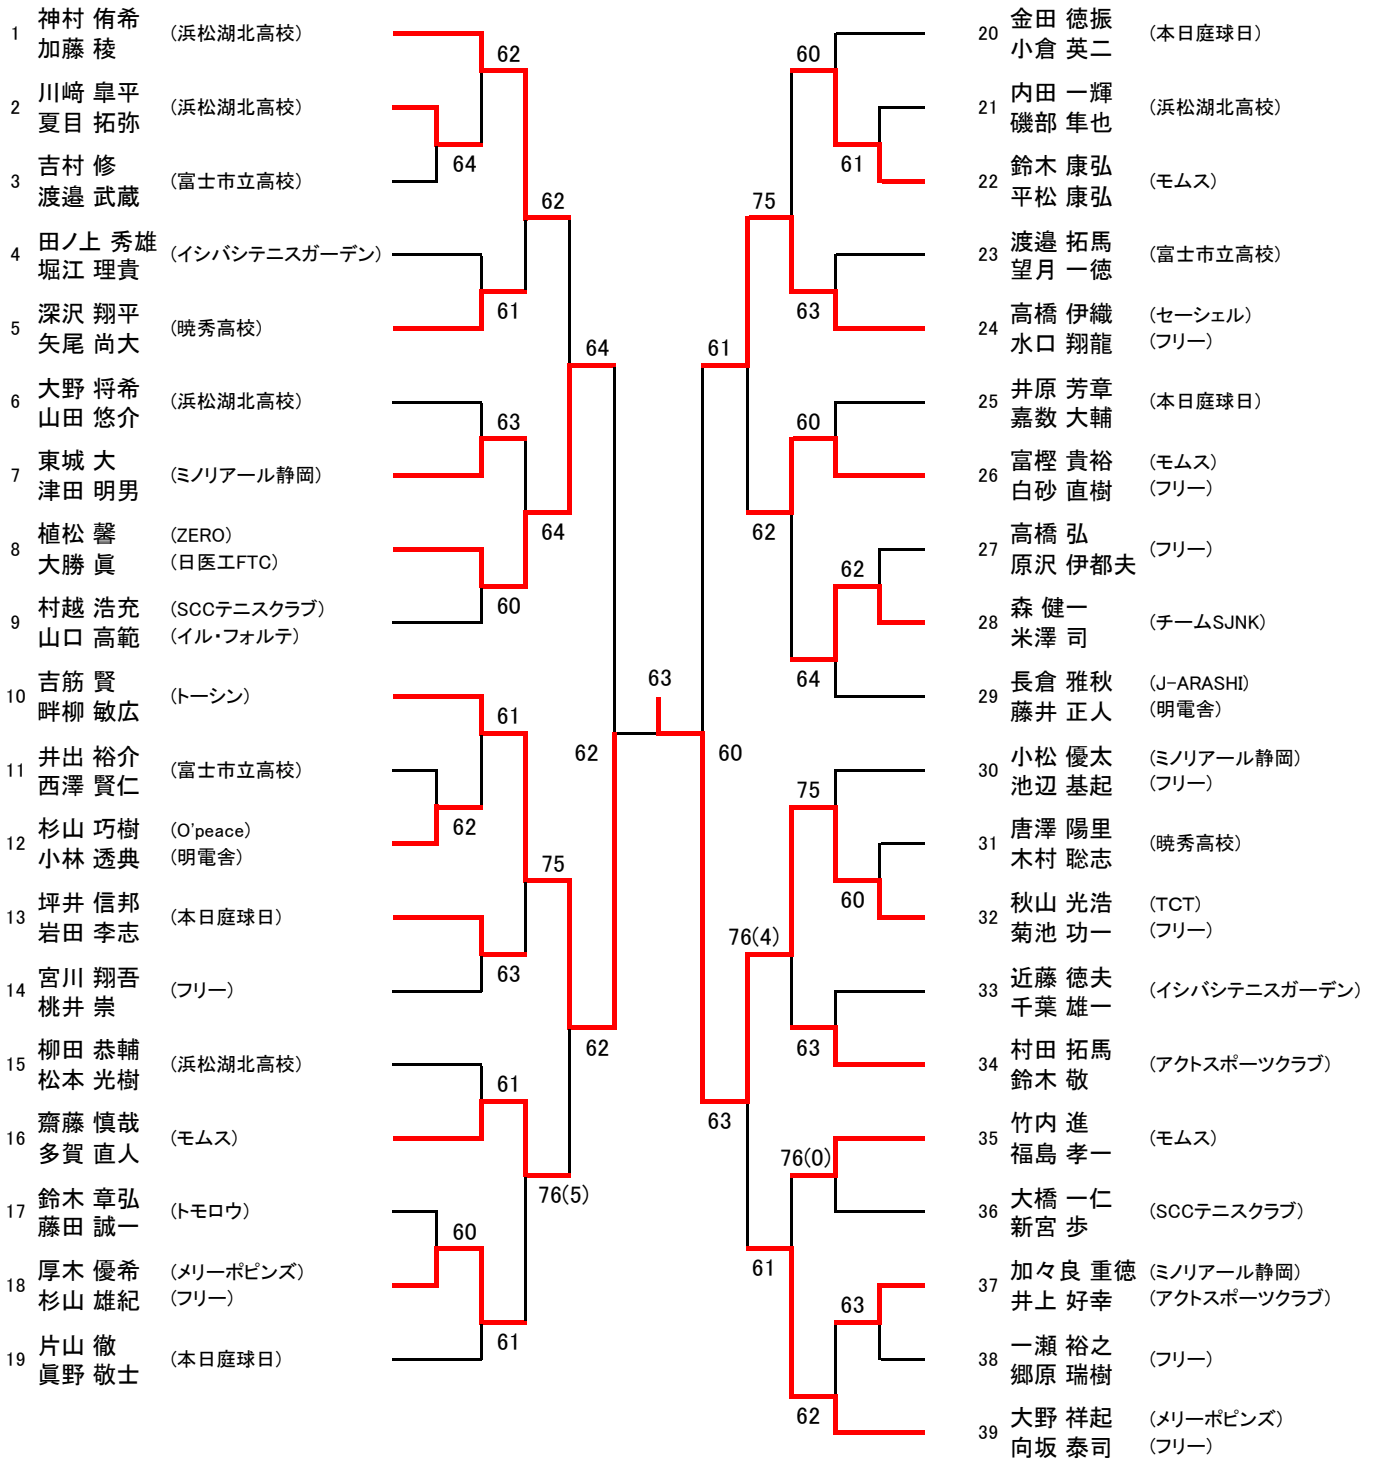 1 神村 侑希 (浜松湖北高校)
加藤 稜
2 川﨑 皐平 (浜松湖北高校)
夏目 拓弥
3 吉村 修 (富士市立高校)
渡邉 武蔵
4 田ノ上 秀雄 (イシバシテニスガーデン)
堀江 理貴
5 深沢 翔平 (暁秀高校)
矢尾 尚大
6 大野 将希 (浜松湖北高校)
山田 悠介
7 東城 大 (ミノリアール静岡)
津田 明男
8 植松 馨 (ZERO)
大勝 眞 (日医工FTC)
9 村越 浩充 (SCCテニスクラブ)
山口 高範 (イル・フォルテ)
10 吉筋 賢 (トーシン)
畔柳 敏広
11 井出 裕介 (富士市立高校)
西澤 賢仁
12 杉山 巧樹 (O'peace)
小林 透典 (明電舎)
13 坪井 信邦 (本日庭球日)
岩田 李志
14 宮川 翔吾 (フリー)
桃井 崇
15 柳田 恭輔 (浜松湖北高校)
松本 光樹
16 齋藤 慎哉 (モムス)
多賀 直人
17 鈴木 章弘 (トモロウ)
藤田 誠一
18 厚木 優希 (メリーポピンズ)
杉山 雄紀 (フリー)
19 片山 徹 (本日庭球日)
眞野 敬士
62
64
61
63
60
61
62
63
61
60
61
62
64
75
76(5)
64
62
62
63
60
61
63
76(4)
75
62
61
60
61
63
60
62
64
75
60
63
76(0)
63
62
20 金田 徳振 (本日庭球日)
小倉 英二
21 内田 一輝 (浜松湖北高校)
磯部 隼也
22 鈴木 康弘 (モムス)
平松 康弘
23 渡邉 拓馬 (富士市立高校)
望月 一徳
24 高橋 伊織 (セーシェル)
水口 翔龍 (フリー)
25 井原 芳章 (本日庭球日)
嘉数 大輔
26 富樫 貴裕 (モムス)
白砂 直樹 (フリー)
27 高橋 弘 (フリー)
原沢 伊都夫
28 森 健一 (チームSJNK)
米澤 司
29 長倉 雅秋 (J-ARASHI)
藤井 正人 (明電舎)
30 小松 優太 (ミノリアール静岡)
池辺 基起 (フリー)
31 唐澤 陽里 (暁秀高校)
木村 聡志
32 秋山 光浩 (TCT)
菊池 功一 (フリー)
33 近藤 徳夫 (イシバシテニスガーデン)
千葉 雄一
34 村田 拓馬 (アクトスポーツクラブ)
鈴木 敬
35 竹内 進 (モムス)
福島 孝一
36 大橋 一仁 (SCCテニスクラブ)
新宮 歩
37 加々良 重徳 (ミノリアール静岡)
井上 好幸 (アクトスポーツクラブ)
38 一瀬 裕之 (フリー)
郷原 瑞樹
39 大野 祥起 (メリーポピンズ)
向坂 泰司 (フリー)